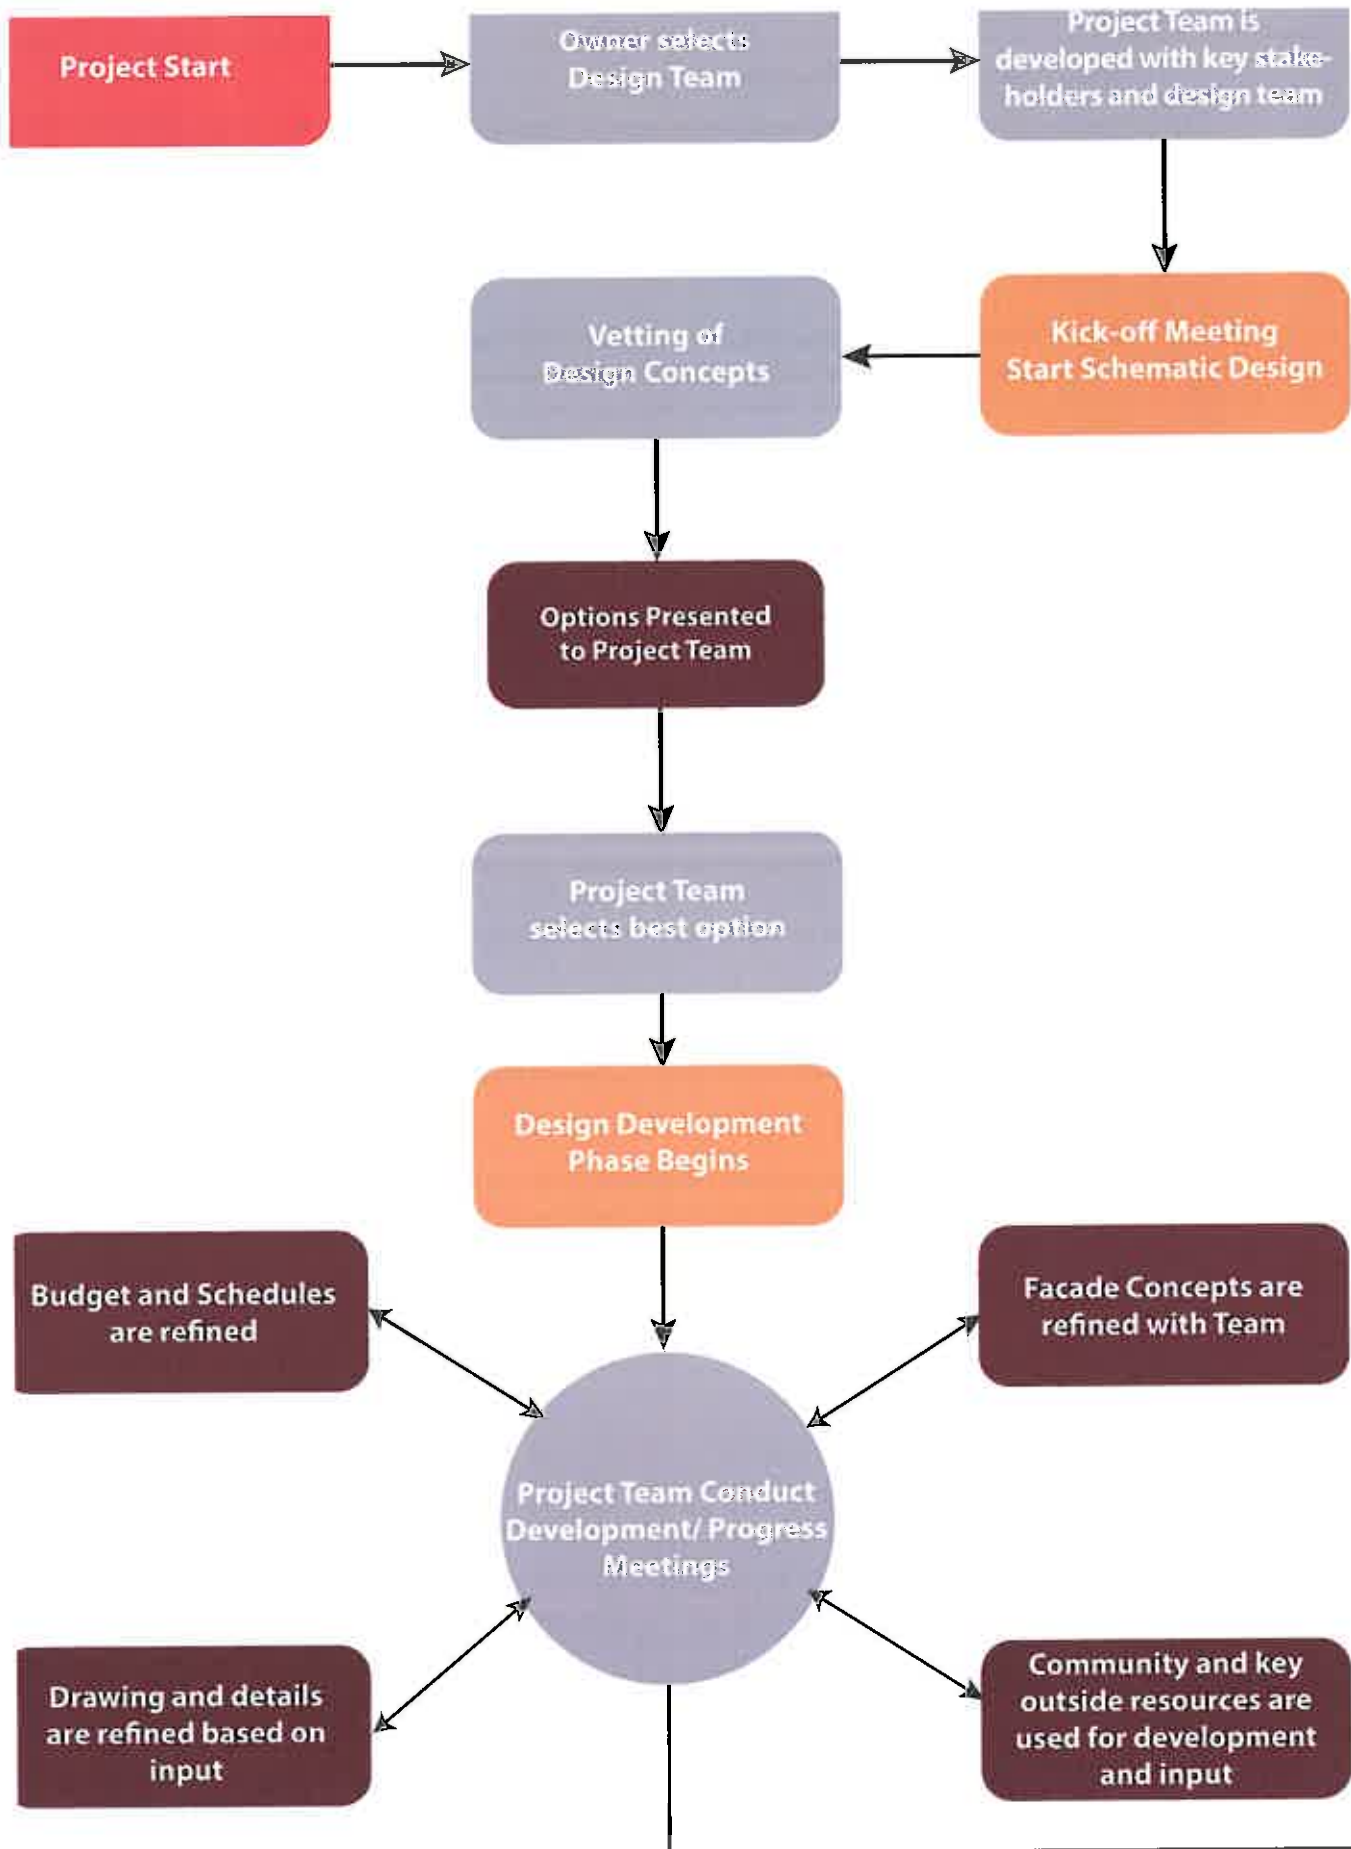 Project Start
Owner selects
Design Team
Project Team is
developed with key stake-
holders and design team
Kick-off Meeting
Start Schematic Design
Vetting of
Design Concepts
Options Presented
to Project Team
Project Team
selects best option
Design Development
Phase Begins
Budget and Schedules
are refined
Facade Concepts are
refined with Team
Project Team Conduct
Development/ Progress
Meetings
Drawing and details
are refined based on
input
Community and key
outside resources are
used for development
and input